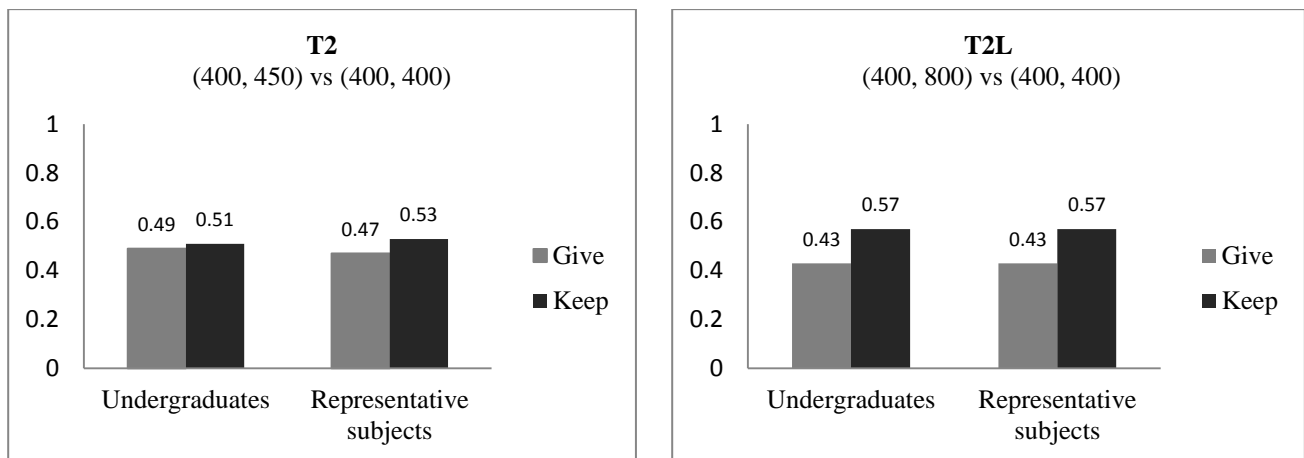 T2
(400, 450) vs (400, 400)
1
0.8
0.6
0.4
0.2
0
0.49
0.51
0.47
0.53
Undergraduates
Representative
subjects
Give
Keep
T2L
(400, 800) vs (400, 400)
1
0.8
0.6
0.4
0.2
0
0.43
0.57
0.43
0.57
Undergraduates
Representative
subjects
Give
Keep